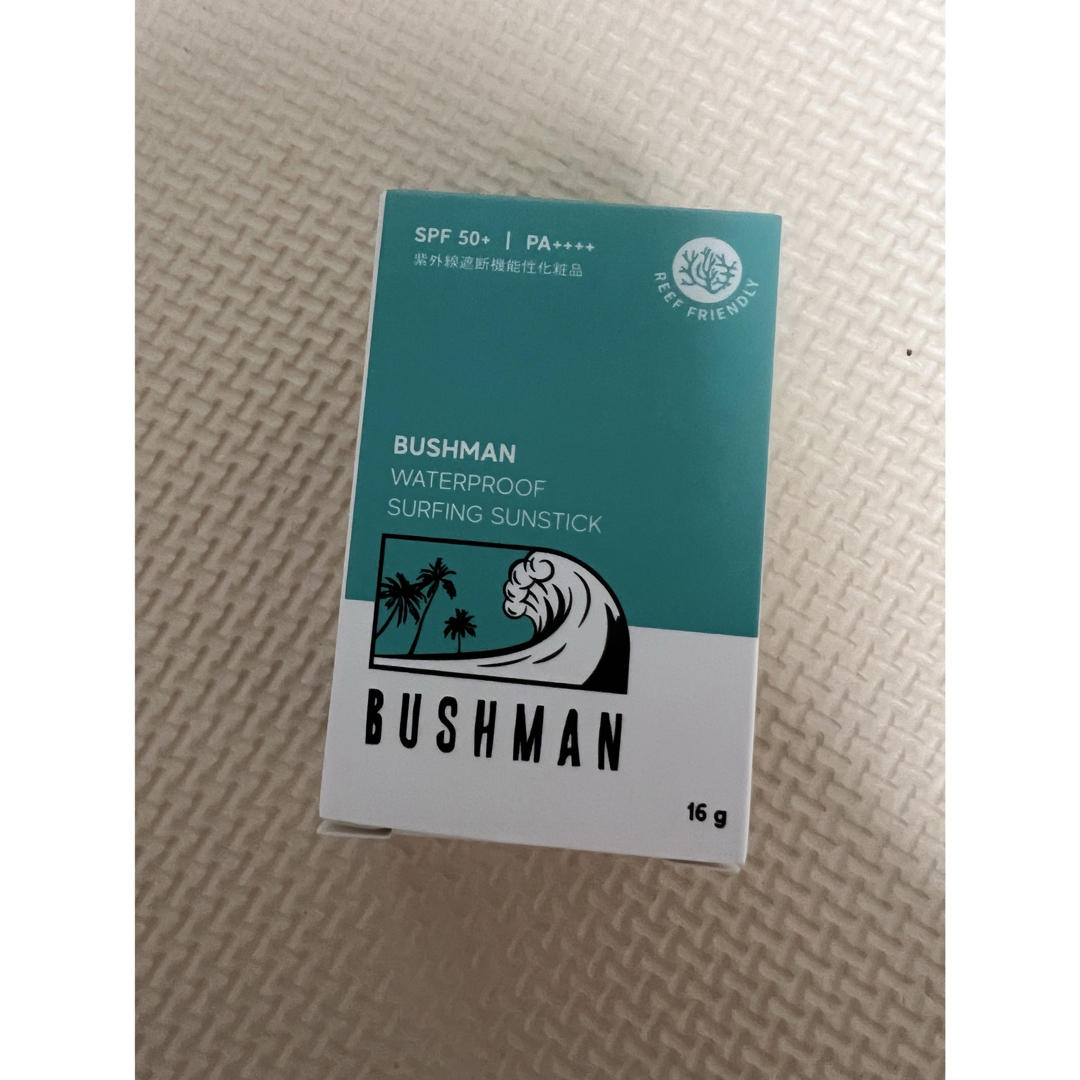 SPF 50+ | PA++++
紫外線遮断機能性化粧品
REEF FRIENDLY
BUSHMAN
WATERPROOF
SURFING SUNSTICK
BUSHMAN
16 g